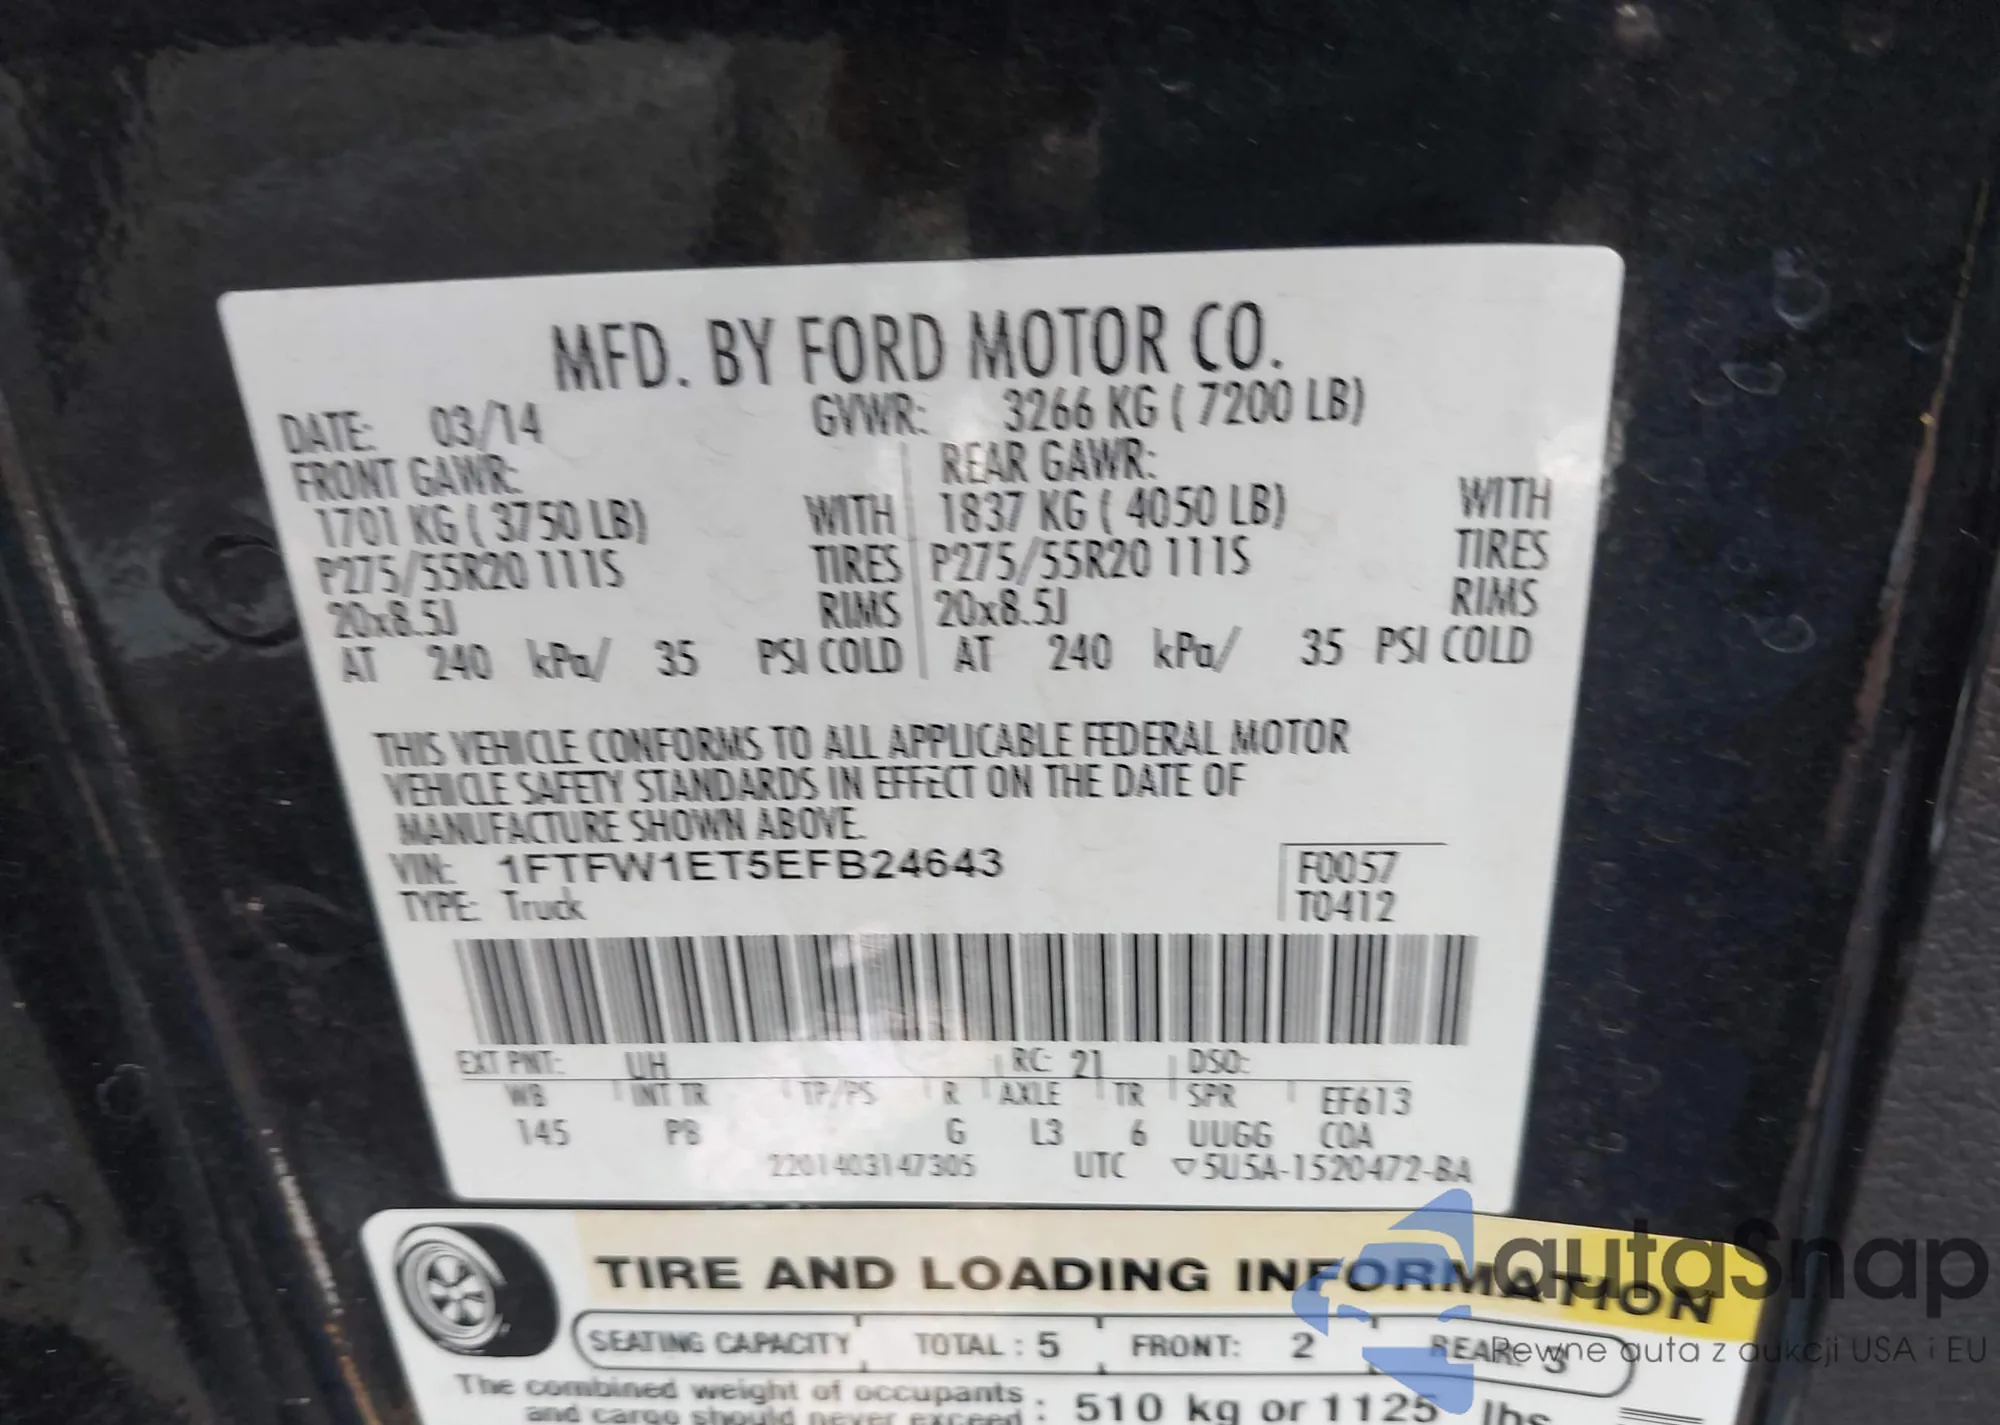 MFD. BY FORD MOTOR CO.
DATE: 03/14 GVWR: 3266 KG ( 7200 LB)
FRONT GAWR: REAR GAWR:
1701 KG ( 3750 LB) WITH 1837 KG ( 4050 LB) WITH
P275/55R20 111S TIRES P275/55R20 111S TIRES
20x8.5J RIMS 20x8.5J RIMS
AT 240 kPa/ 35 PSI COLD AT 240 kPa/ 35 PSI COLD
THIS VEHICLE CONFORMS TO ALL APPLICABLE FEDERAL MOTOR
VEHICLE SAFETY STANDARDS IN EFFECT ON THE DATE OF
MANUFACTURE SHOWN ABOVE.
VIN: 1FTFW1ET5EFB24643 F0057
TYPE: Truck T0412
EXT PNT: UH RC: 21 DSO:
WB INT TR TP/PS R AXLE TR SPR EF613
145 PB G L3 6 UUGG COA
2201403147305 UTC ▽5U5A-1520472-BA
TIRE AND LOADING INFORMATION
SEATING CAPACITY TOTAL : 5 FRONT: 2 REAR: 3
The combined weight of occupants
and cargo should never exceed : 510 kg or 1125 lbs
autaSnap
Pewne auta z aukcji USA i EU